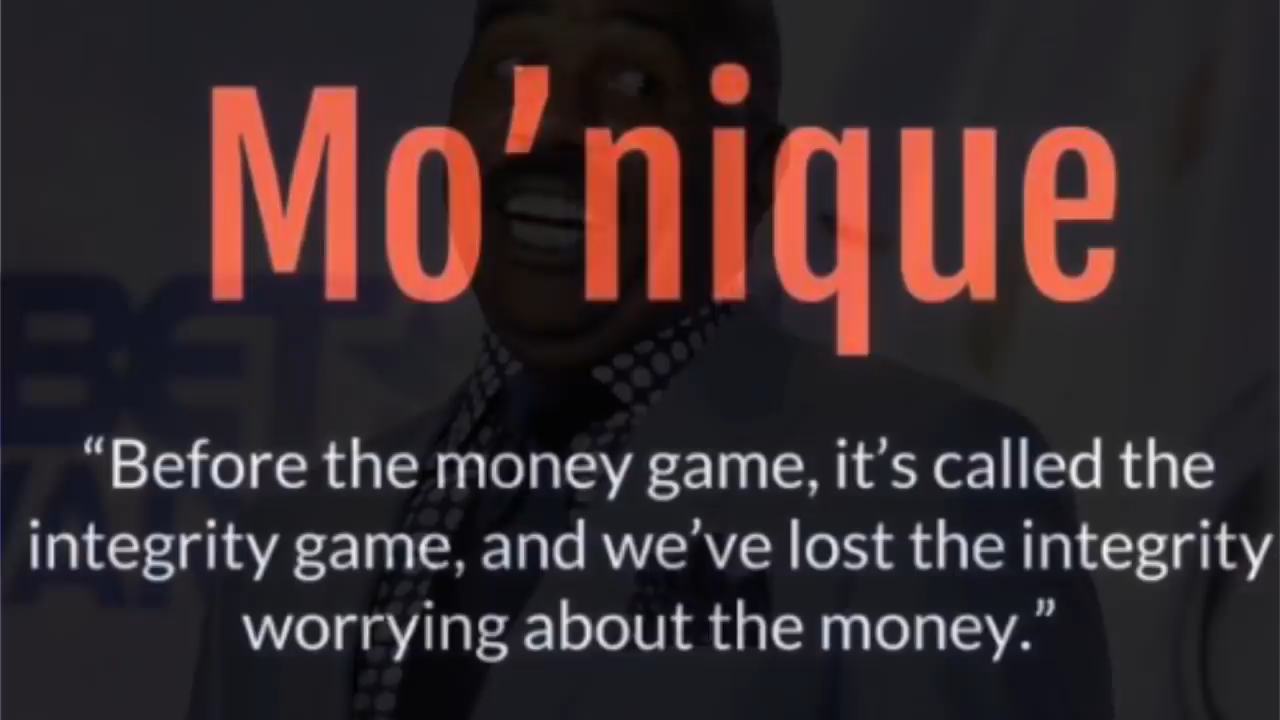 Mo’nique
“Before the money game, it’s called the
integrity game, and we’ve lost the integrity
worrying about the money.”
BET